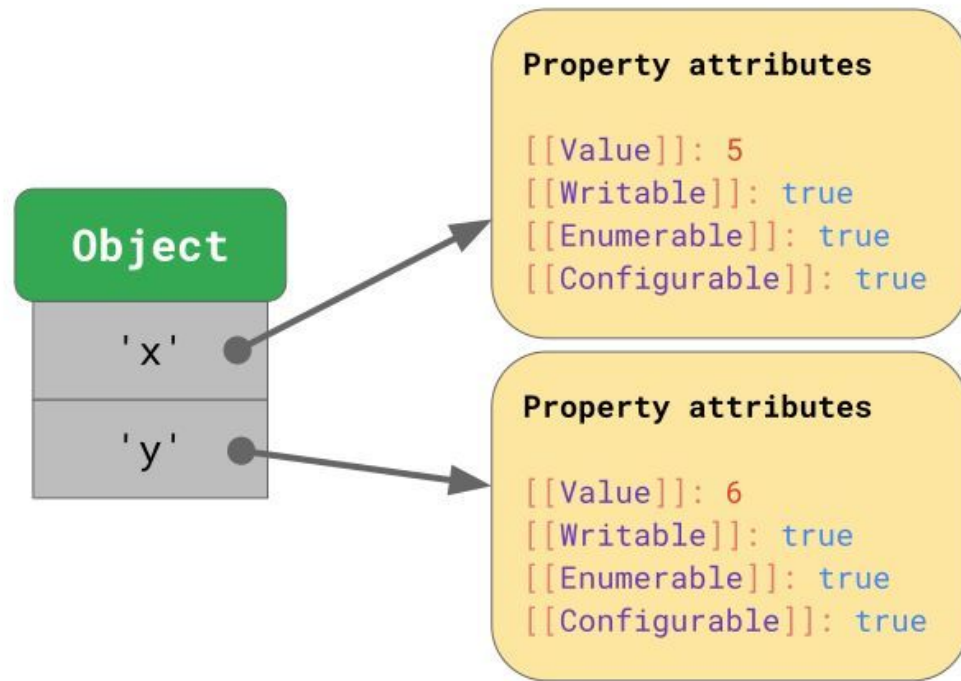 Object
'x'
'y'
Property attributes
[[Value]]: 5
[[Writable]]: true
[[Enumerable]]: true
[[Configurable]]: true
Property attributes
[[Value]]: 6
[[Writable]]: true
[[Enumerable]]: true
[[Configurable]]: true